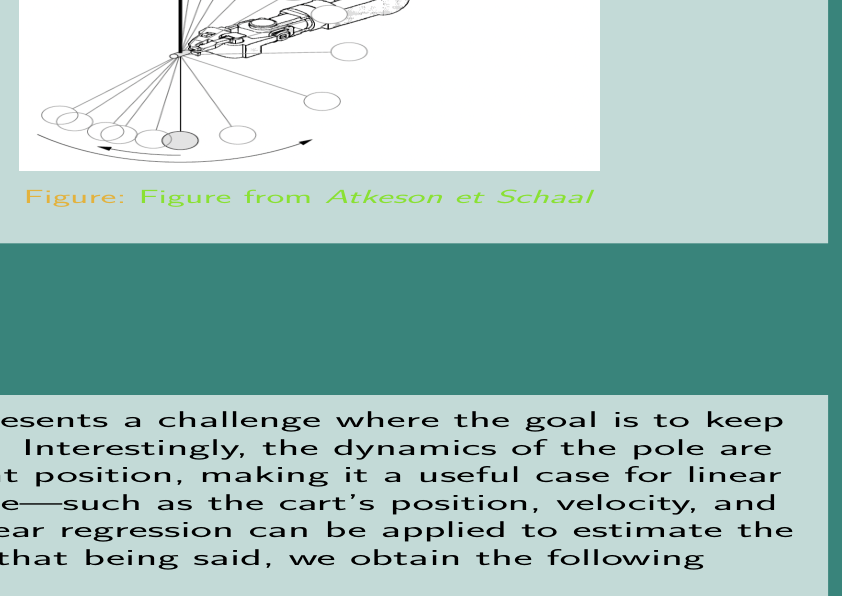 Figure: Figure from Atkeson et Schaal
esents a challenge where the goal is to keep
Interestingly, the dynamics of the pole are
t position, making it a useful case for linear
e—such as the cart's position, velocity, and
ear regression can be applied to estimate the
that being said, we obtain the following